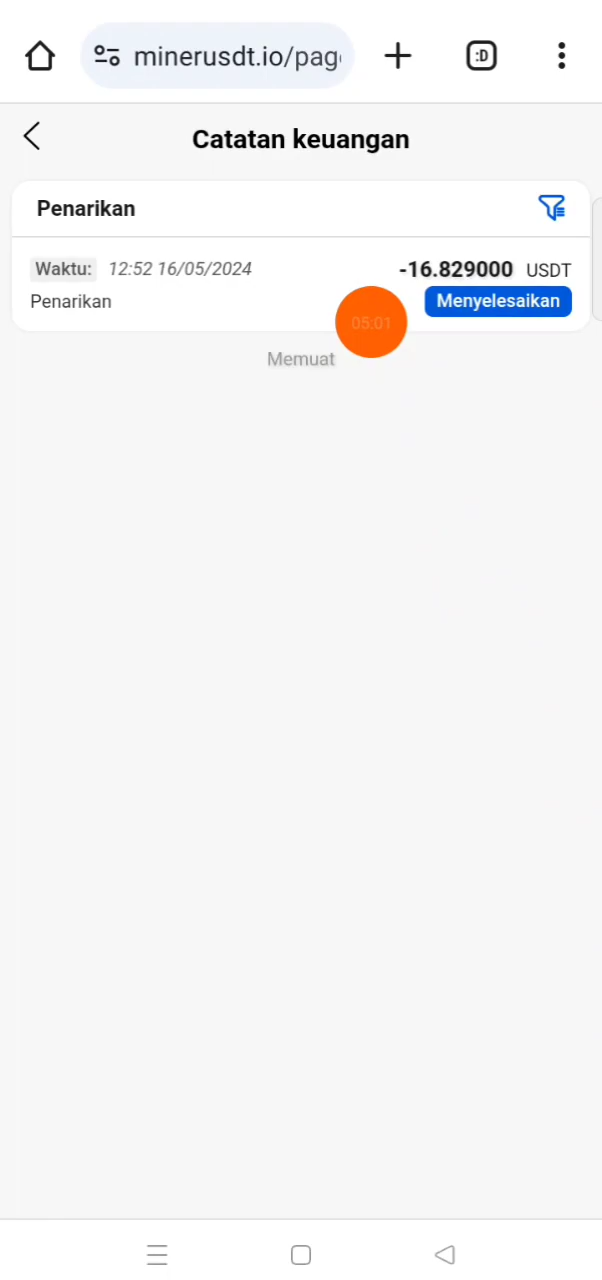 minerusdt.io/pag
:D
Catatan keuangan
Penarikan
Waktu: 12:52 16/05/2024 -16.829000 USDT
Penarikan Menyelesaikan
05:01
Memuat